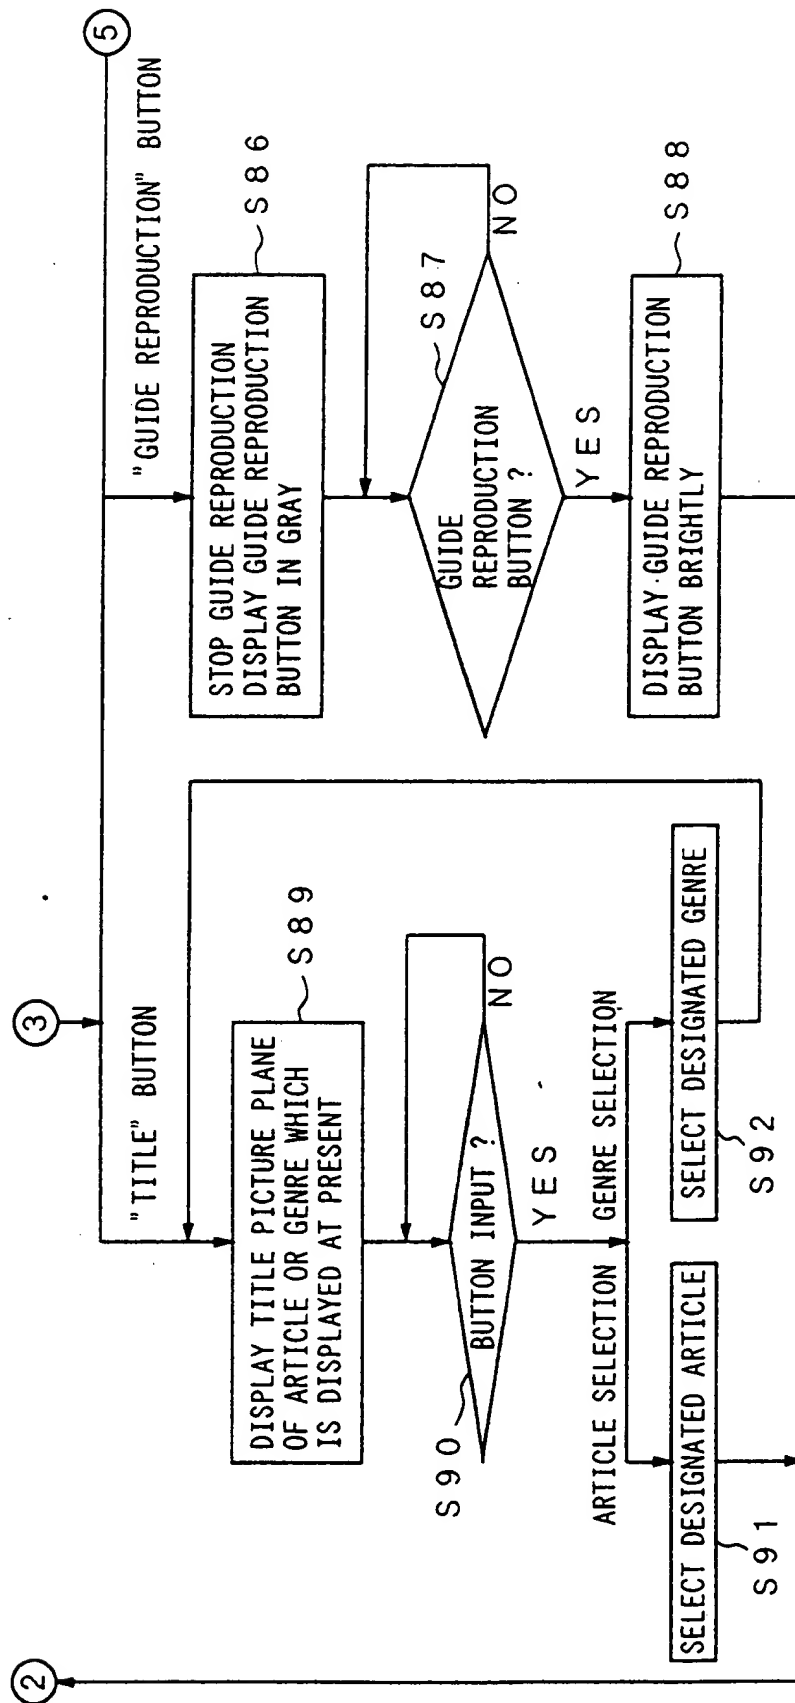 2
3
5
"TITLE" BUTTON
DISPLAY TITLE PICTURE PLANE
OF ARTICLE OR GENRE WHICH
IS DISPLAYED AT PRESENT
S89
BUTTON INPUT ?
S90
NO
YES
ARTICLE SELECTION
GENRE SELECTION
SELECT DESIGNATED ARTICLE
S91
SELECT DESIGNATED GENRE
S92
"GUIDE REPRODUCTION" BUTTON
STOP GUIDE REPRODUCTION
DISPLAY GUIDE REPRODUCTION
BUTTON IN GRAY
S86
GUIDE
REPRODUCTION
BUTTON ?
S87
NO
YES
DISPLAY GUIDE REPRODUCTION
BUTTON BRIGHTLY
S88